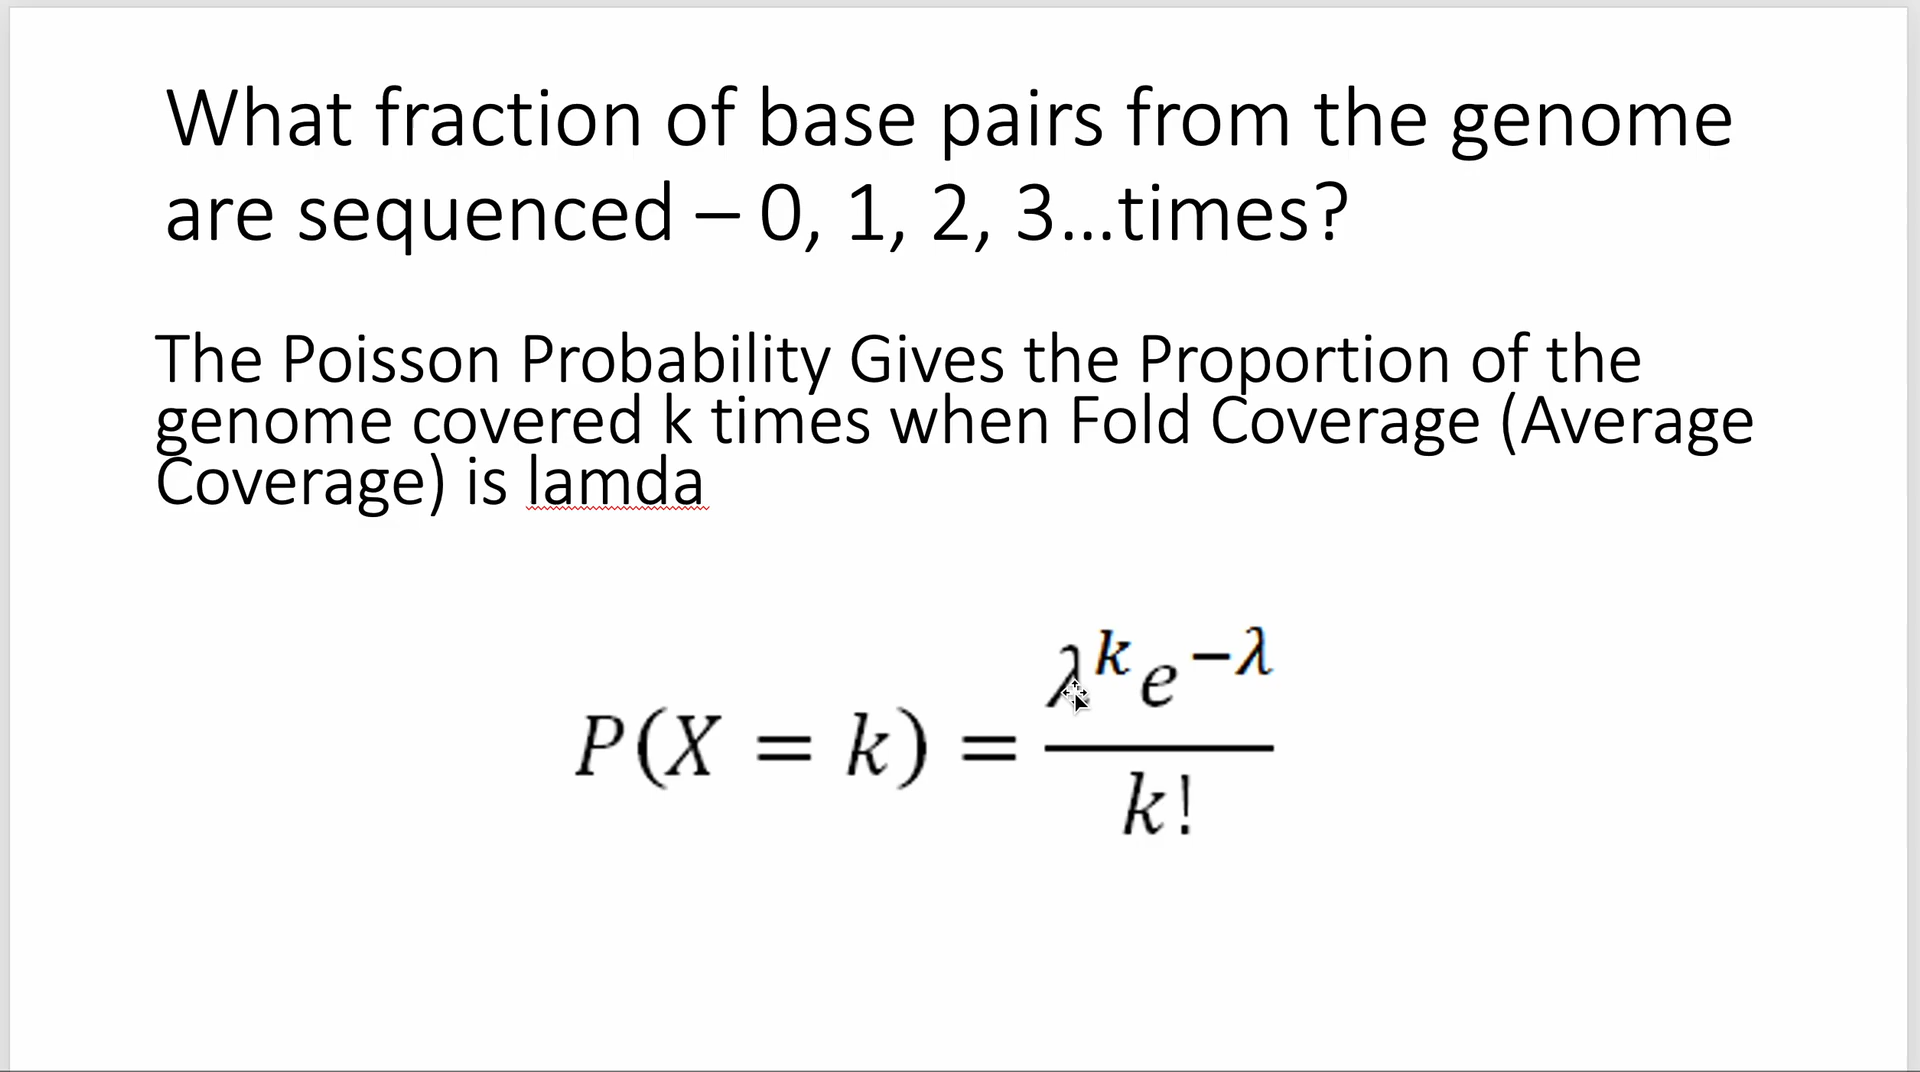 What fraction of base pairs from the genome
are sequenced – 0, 1, 2, 3...times?
The Poisson Probability Gives the Proportion of the
genome covered k times when Fold Coverage (Average
Coverage) is lamda
P(X = k) = \frac{λ^k e^{-λ}}{k!}